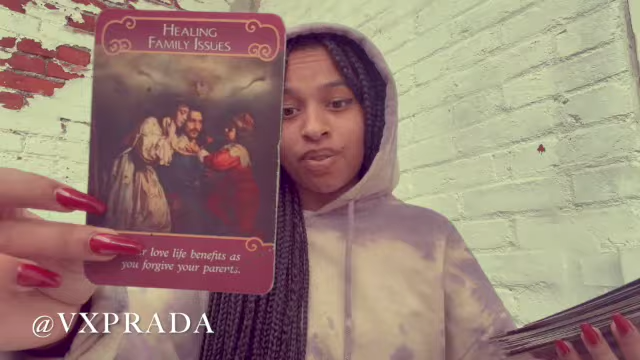 HEALING
FAMILY ISSUES
love life benefits as
you forgive your parents.
@VXPRADA